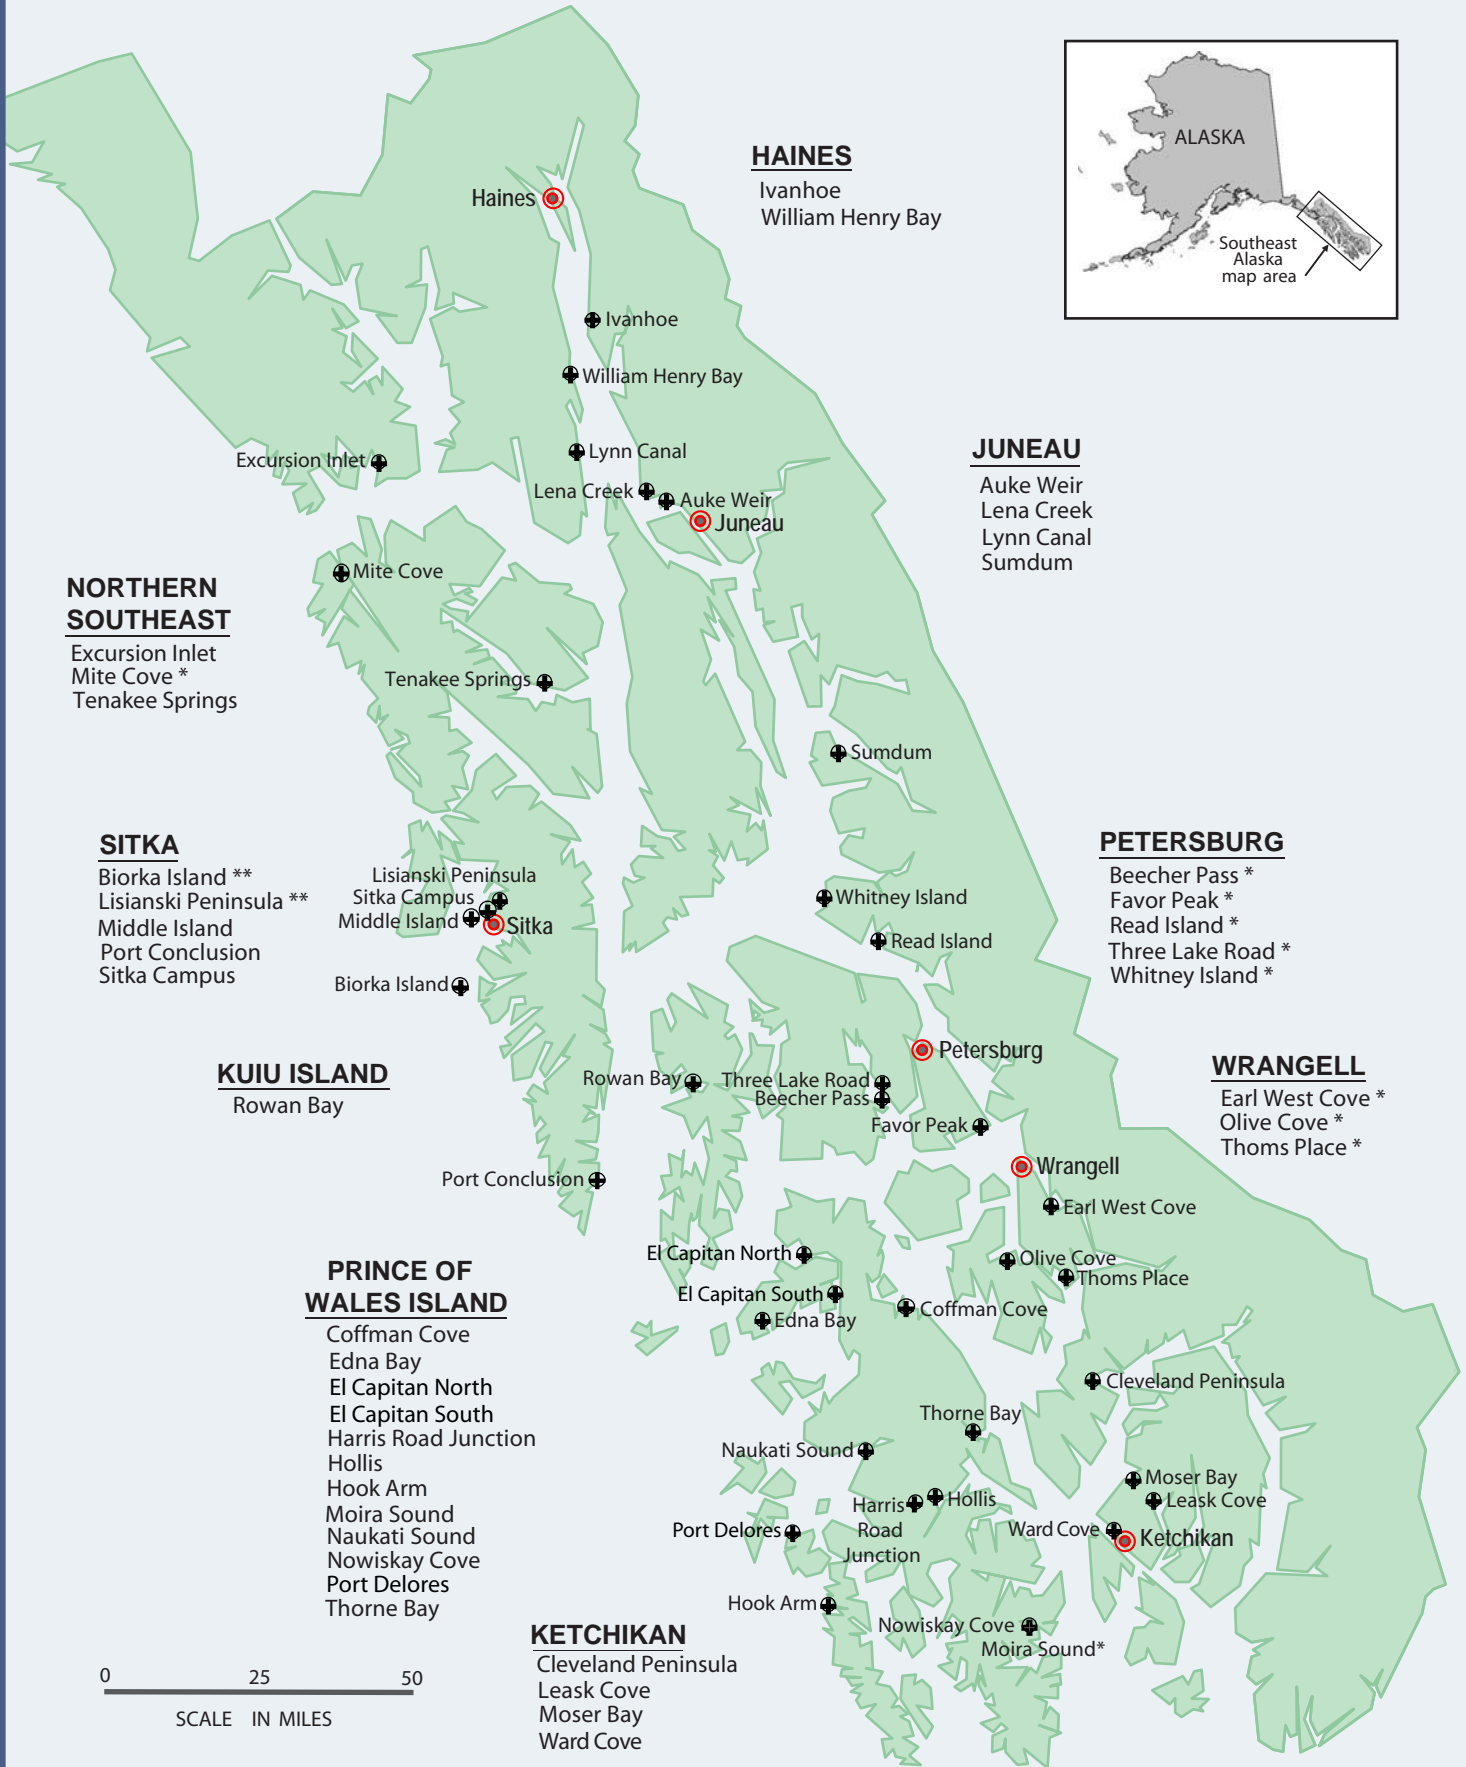 HAINES
Ivanhoe
William Henry Bay
ALASKA
Southeast
Alaska
map area
Haines
Ivanhoe
William Henry Bay
Excursion Inlet
Lynn Canal
Lena Creek
Auke Weir
Juneau
JUNEAU
Auke Weir
Lena Creek
Lynn Canal
Sumdum
Mite Cove
NORTHERN
SOUTHEAST
Excursion Inlet
Mite Cove *
Tenakee Springs
Tenakee Springs
Sumdum
SITKA
Biorka Island **
Lisianski Peninsula **
Middle Island
Port Conclusion
Sitka Campus
Lisianski Peninsula
Sitka Campus
Middle Island
Sitka
Biorka Island
Whitney Island
Read Island
PETERSBURG
Beecher Pass *
Favor Peak *
Read Island *
Three Lake Road *
Whitney Island *
KUIU ISLAND
Rowan Bay
Rowan Bay
Petersburg
Three Lake Road
Beecher Pass
Favor Peak
WRANGELL
Earl West Cove *
Olive Cove *
Thoms Place *
Port Conclusion
Wrangell
Earl West Cove
El Capitan North
Olive Cove
Thoms Place
El Capitan South
Edna Bay
Coffman Cove
PRINCE OF
WALES ISLAND
Coffman Cove
Edna Bay
El Capitan North
El Capitan South
Harris Road Junction
Hollis
Hook Arm
Moira Sound
Naukati Sound
Nowiskay Cove
Port Delores
Thorne Bay
Cleveland Peninsula
Thorne Bay
Naukati Sound
Moser Bay
Leask Cove
Harris
Road
Junction
Hollis
Port Delores
Ward Cove
Ketchikan
Hook Arm
Nowiskay Cove
Moira Sound*
KETCHIKAN
Cleveland Peninsula
Leask Cove
Moser Bay
Ward Cove
0 25 50
SCALE IN MILES